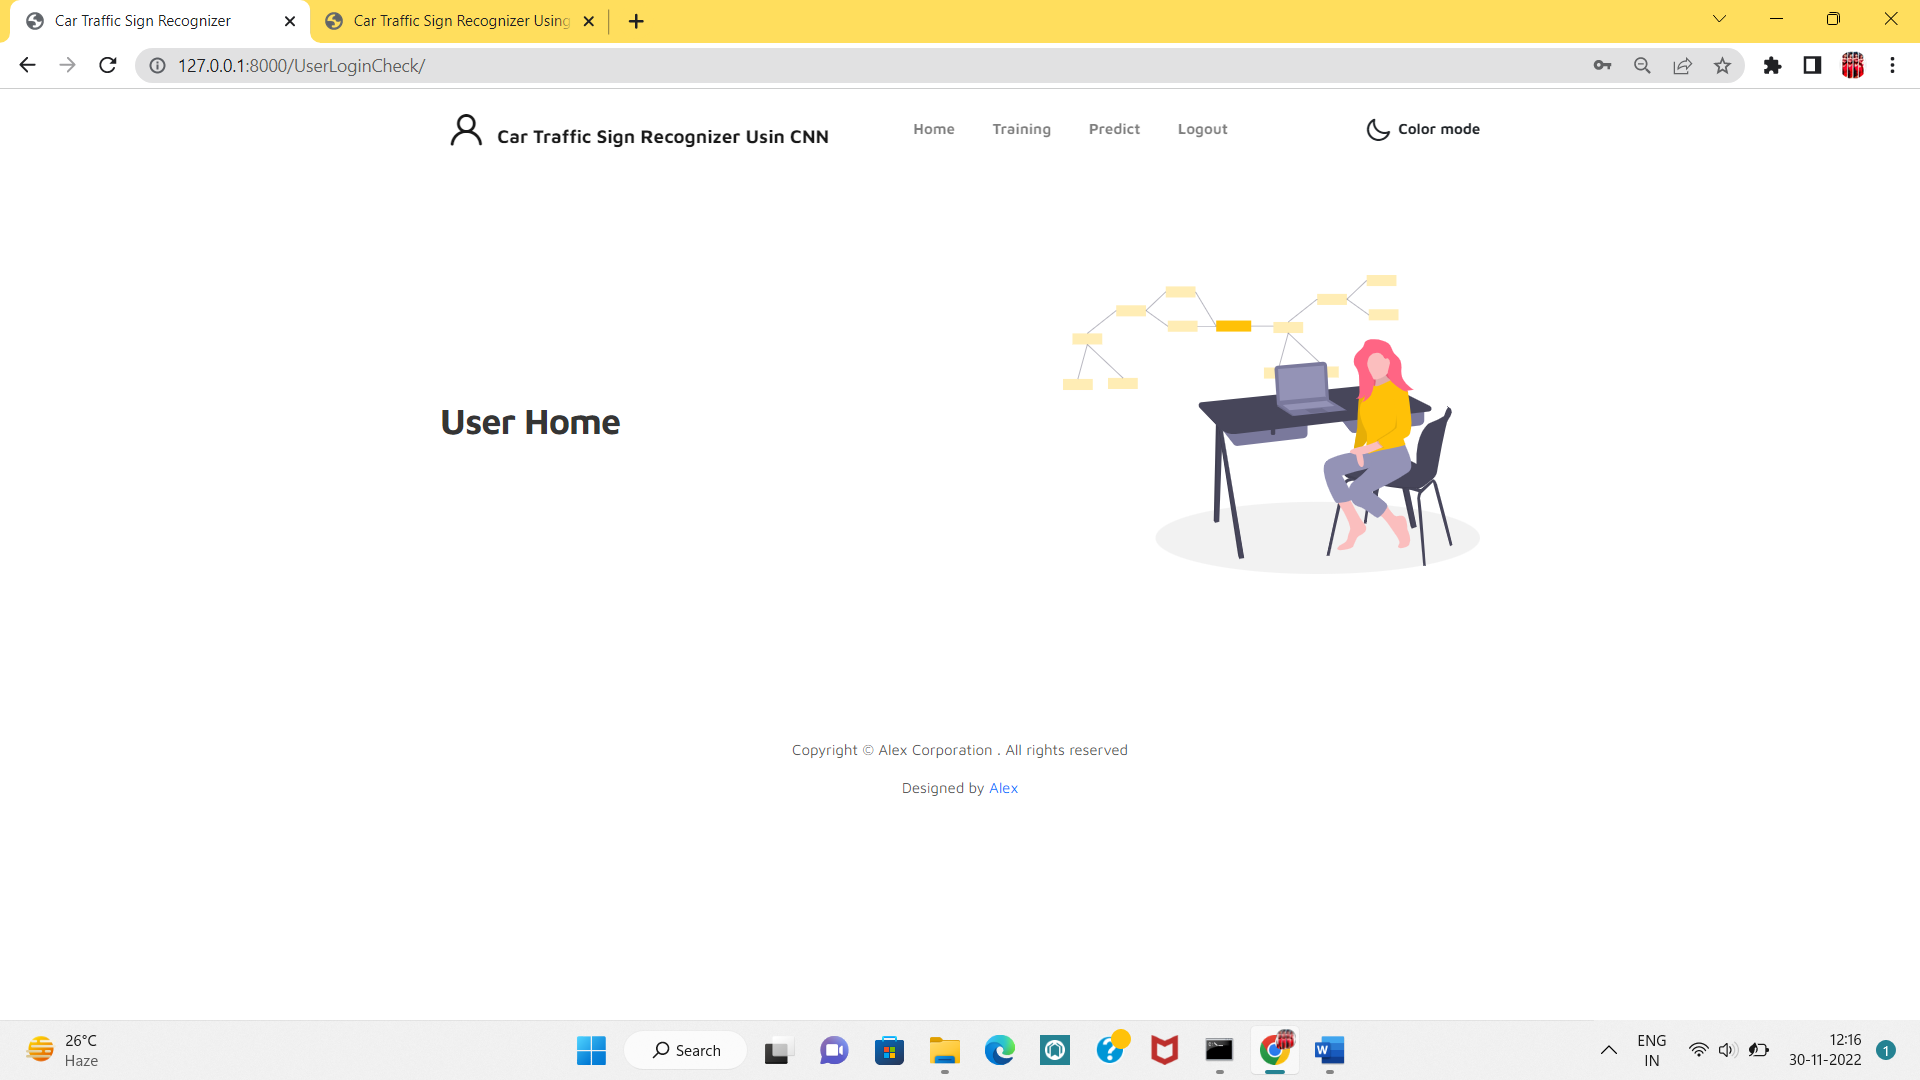 Car Traffic Sign Recognizer
Car Traffic Sign Recognizer Using
127.0.0.1:8000/UserLoginCheck/
Car Traffic Sign Recognizer Usin CNN
Home
Training
Predict
Logout
Color mode
User Home
Copyright © Alex Corporation . All rights reserved
Designed by Alex
26°C
Haze
Search
ENG
IN
12:16
30-11-2022
1